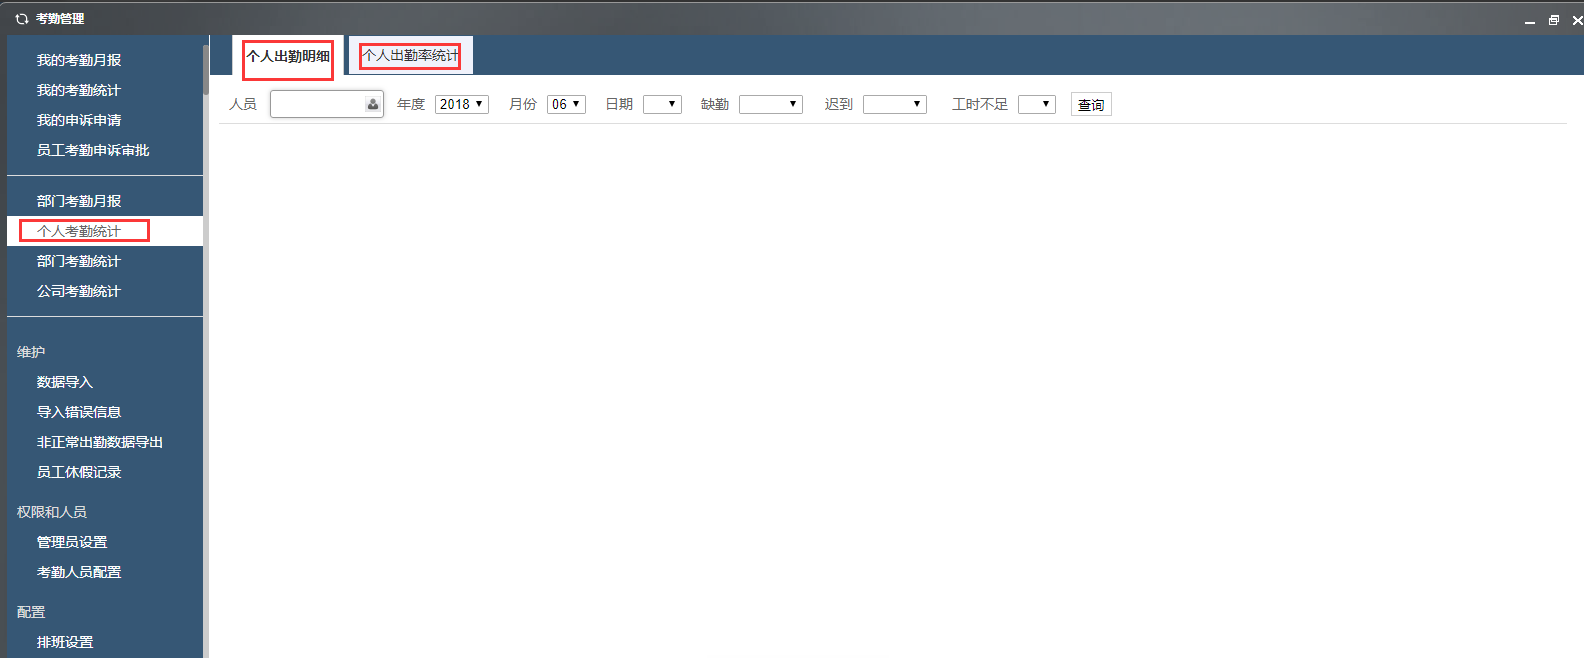 考勤管理
我的考勤月报
我的考勤统计
我的申诉申请
员工考勤申诉审批
部门考勤月报
个人考勤统计
部门考勤统计
公司考勤统计
维护
数据导入
导入错误信息
非正常出勤数据导出
员工休假记录
权限和人员
管理员设置
考勤人员配置
配置
排班设置
个人出勤明细 个人出勤率统计
人员 年度 2018 月份 06 日期 缺勤 迟到 工时不足 查询